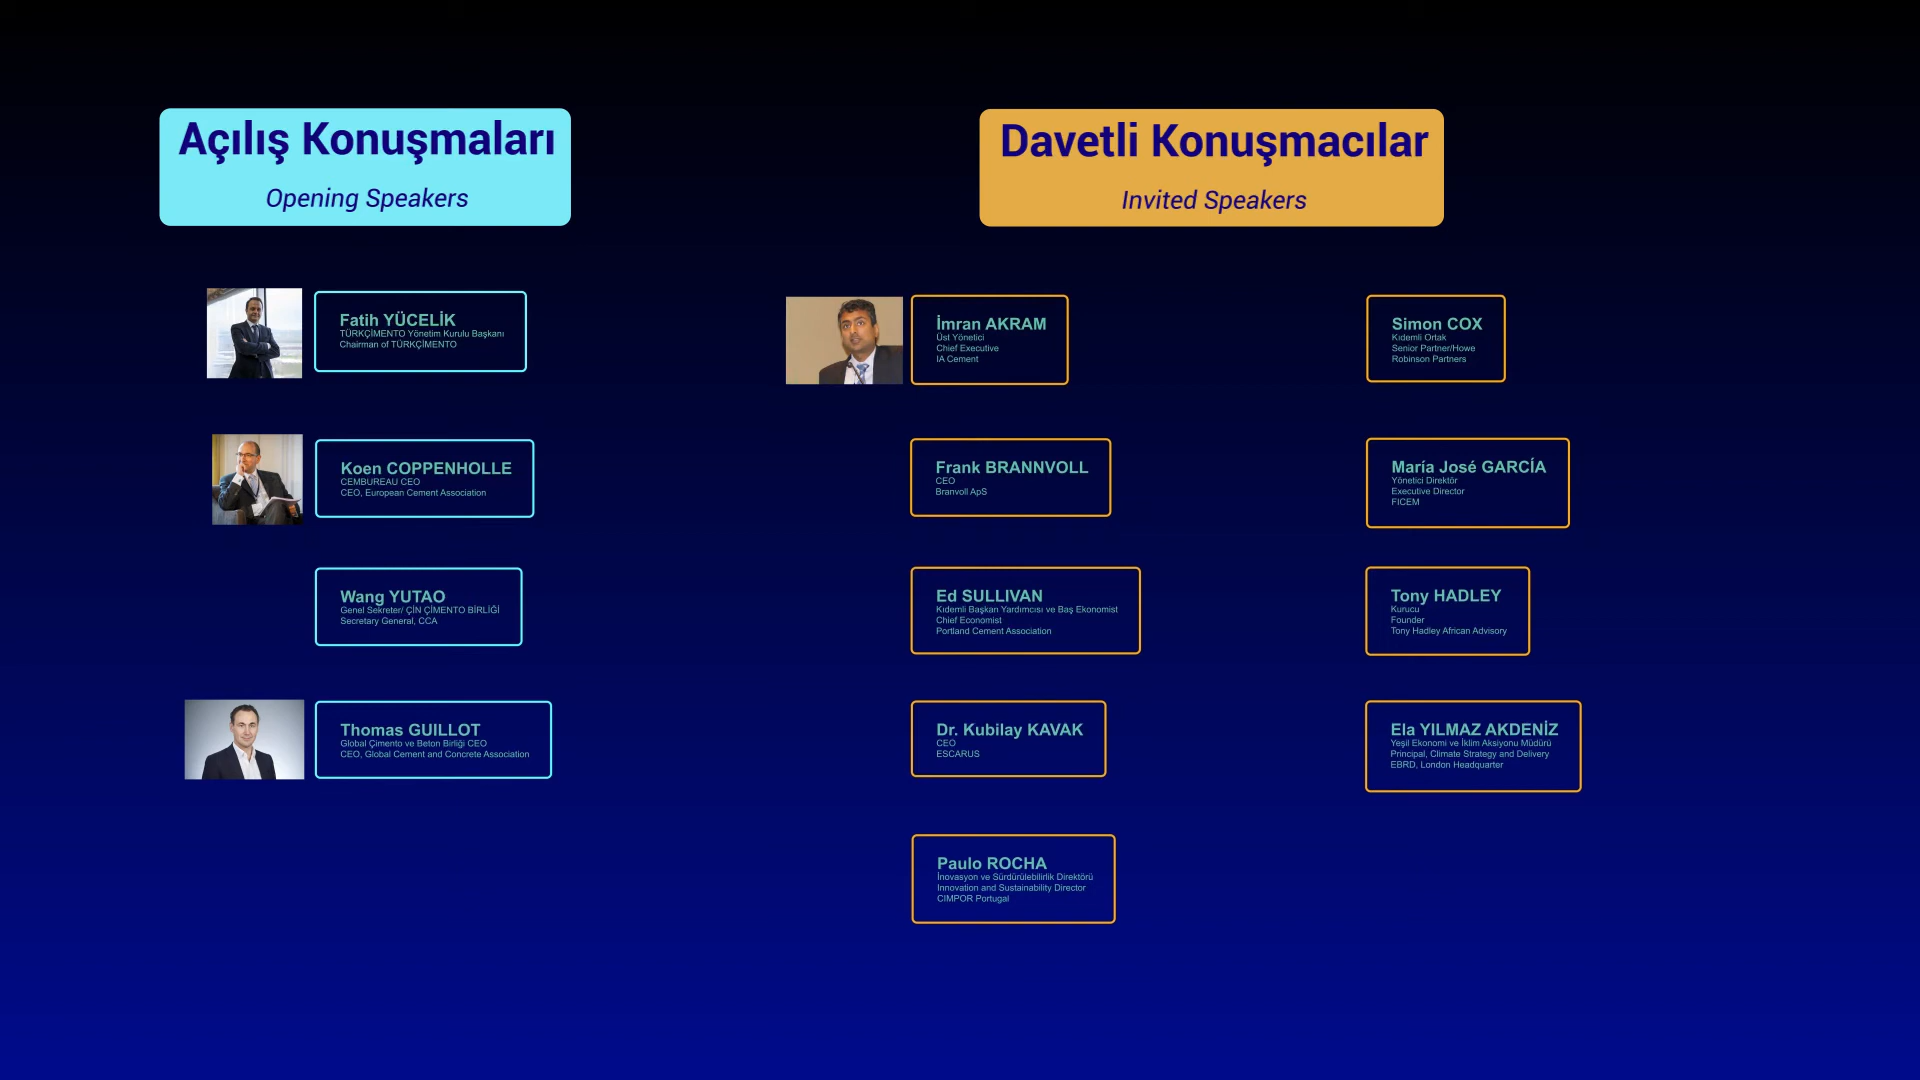 Açılış Konuşmaları
Opening Speakers
Fatih YÜCELİK
TÜRKÇİMENTO Yönetim Kurulu Başkanı
Chairman of TÜRKÇİMENTO
Koen COPPENHOLLE
CEMBUREAU CEO
CEO, European Cement Association
Wang YUTAO
Genel Sekreter/ ÇİN ÇİMENTO BİRLİĞİ
Secretary General, CCA
Thomas GUILLOT
Global Çimento ve Beton Birliği CEO
CEO, Global Cement and Concrete Association
Davetli Konuşmacılar
Invited Speakers
İmran AKRAM
Üst Yönetici
Chief Executive
IA Cement
Frank BRANNVOLL
CEO
Branvoll ApS
Ed SULLIVAN
Kıdemli Başkan Yardımcısı ve Baş Ekonomist
Chief Economist
Portland Cement Association
Dr. Kubilay KAVAK
CEO
ESCARUS
Paulo ROCHA
İnovasyon ve Sürdürülebilirlik Direktörü
Innovation and Sustainability Director
CIMPOR Portugal
Simon COX
Kıdemli Ortak
Senior Partner/Howe
Robinson Partners
María José GARCÍA
Yönetici Direktör
Executive Director
FICEM
Tony HADLEY
Kurucu
Founder
Tony Hadley African Advisory
Ela YILMAZ AKDENİZ
Yeşil Ekonomi ve İklim Aksiyonu Müdürü
Principal, Climate Strategy and Delivery
EBRD, London Headquarter